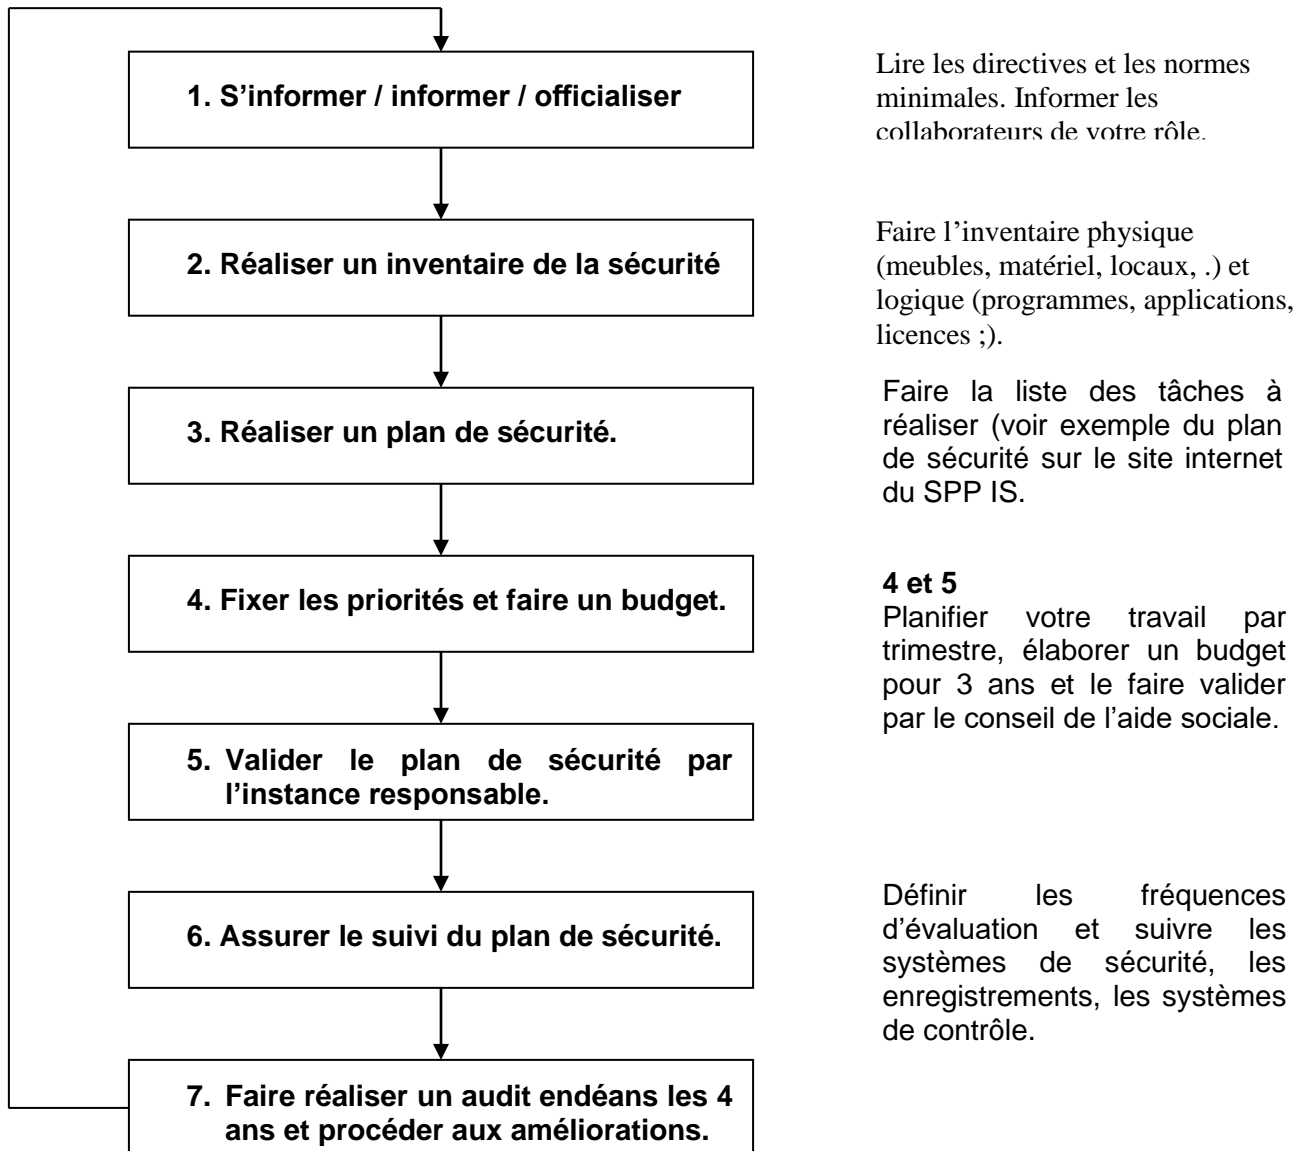 1. S’informer / informer / officialiser
Lire les directives et les normes
minimales. Informer les
collaborateurs de votre rôle.
2. Réaliser un inventaire de la sécurité
Faire l’inventaire physique
(meubles, matériel, locaux, .) et
logique (programmes, applications,
licences ;).
3. Réaliser un plan de sécurité.
Faire la liste des tâches à
réaliser (voir exemple du plan
de sécurité sur le site internet
du SPP IS.
4. Fixer les priorités et faire un budget.
4 et 5
Planifier votre travail par
trimestre, élaborer un budget
pour 3 ans et le faire valider
par le conseil de l’aide sociale.
5. Valider le plan de sécurité par
l’instance responsable.
6. Assurer le suivi du plan de sécurité.
Définir les fréquences
d’évaluation et suivre les
systèmes de sécurité, les
enregistrements, les systèmes
de contrôle.
7. Faire réaliser un audit endéans les 4
ans et procéder aux améliorations.